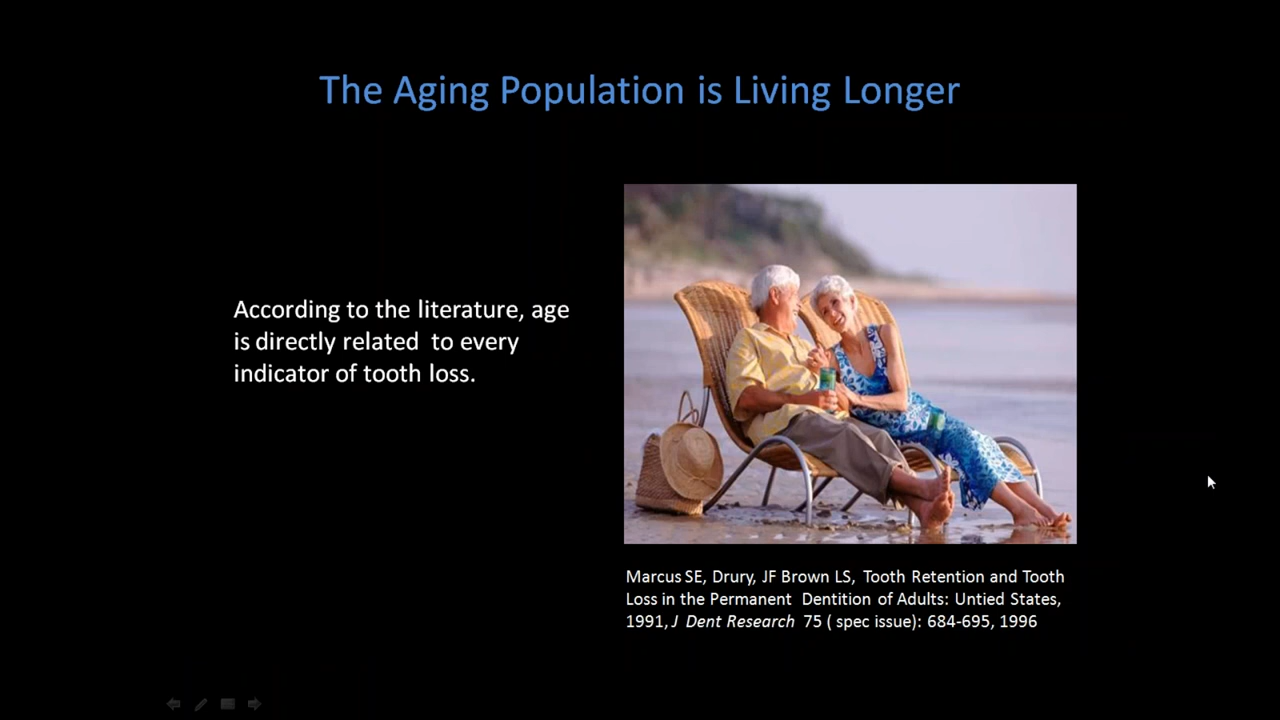 The Aging Population is Living Longer
According to the literature, age
is directly related  to every
indicator of tooth loss.
Marcus SE, Drury, JF Brown LS,  Tooth Retention and Tooth
Loss in the Permanent  Dentition of Adults: Untied States,
1991, J  Dent Research  75 ( spec issue): 684-695, 1996